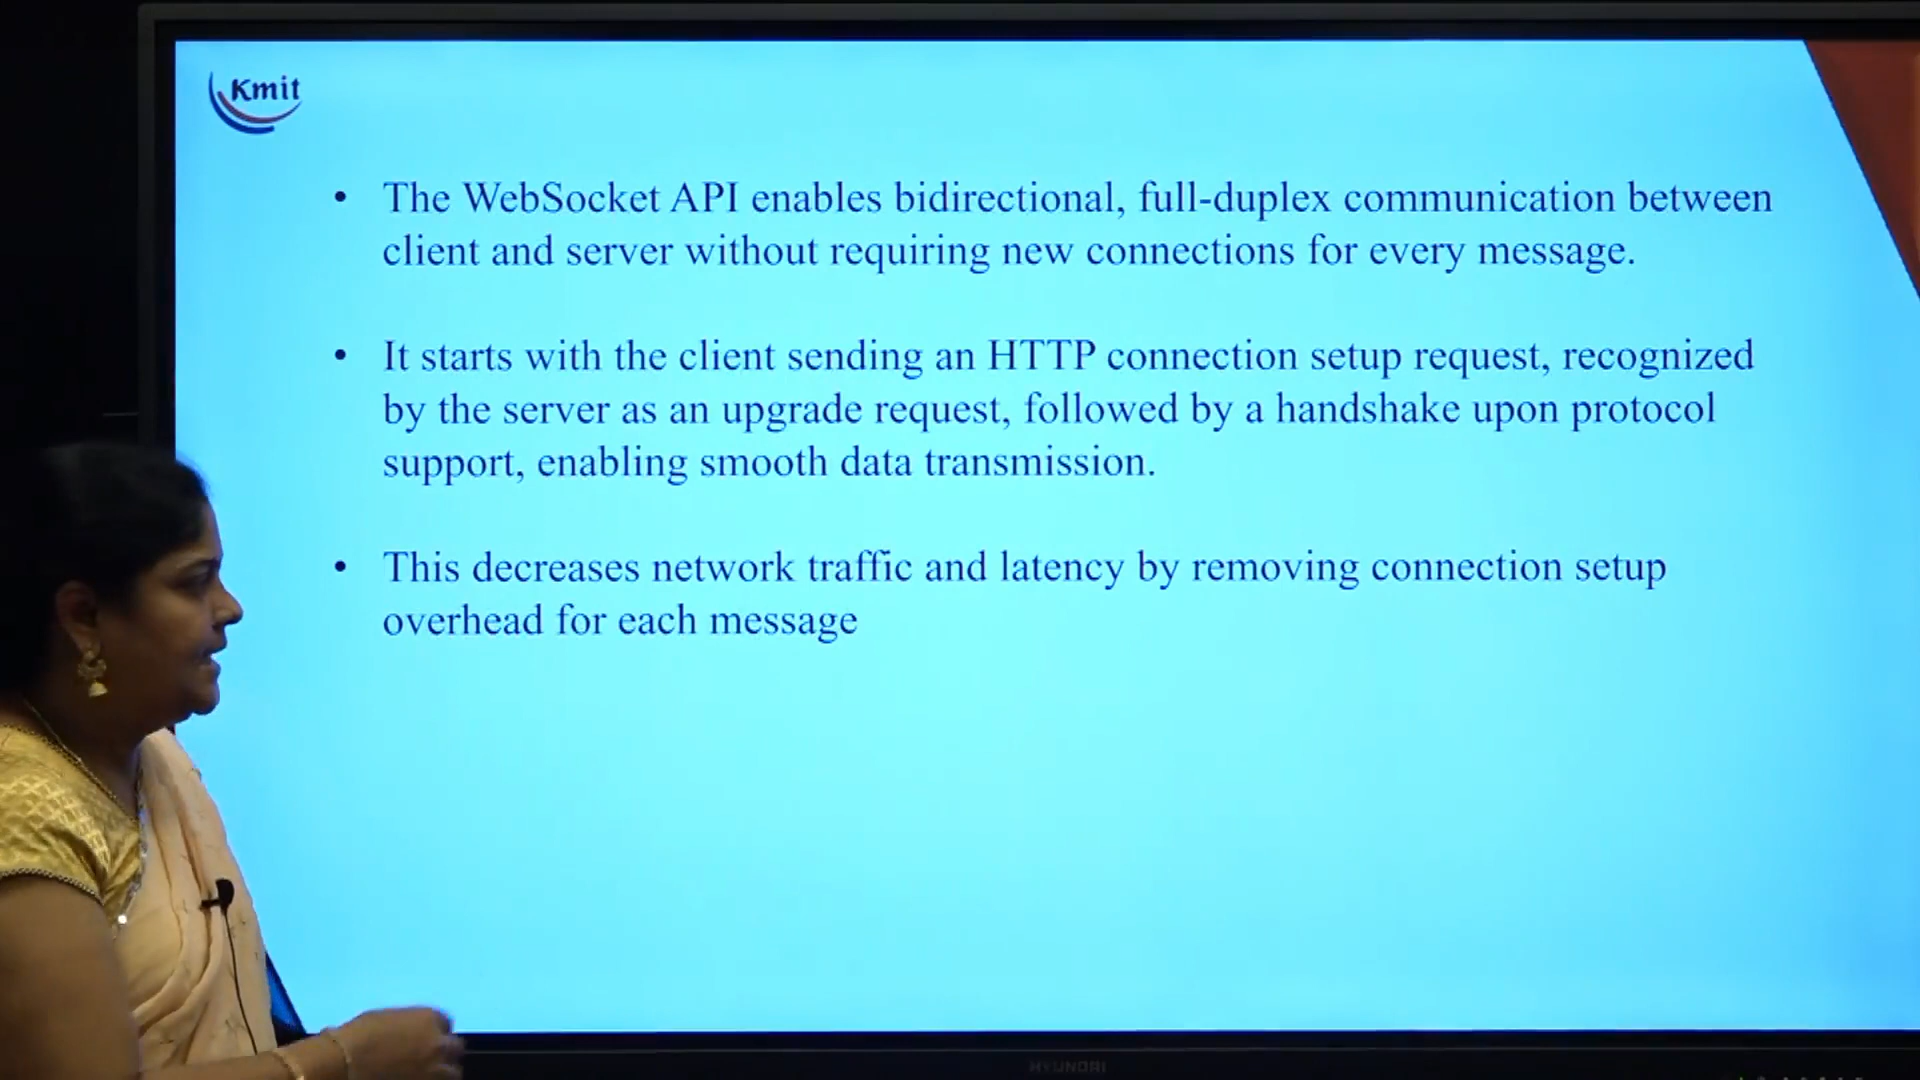 Kmit
• The WebSocket API enables bidirectional, full-duplex communication between
client and server without requiring new connections for every message.
• It starts with the client sending an HTTP connection setup request, recognized
by the server as an upgrade request, followed by a handshake upon protocol
support, enabling smooth data transmission.
• This decreases network traffic and latency by removing connection setup
overhead for each message
HYUNDAI